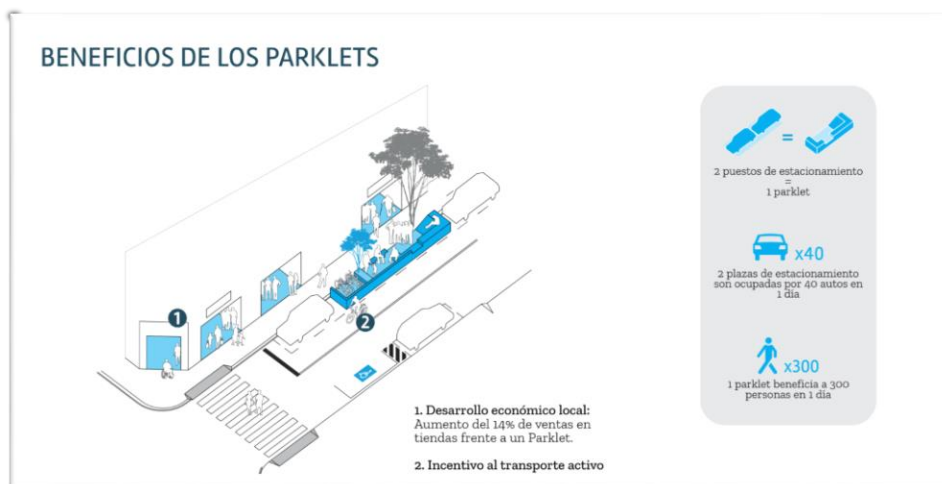 BENEFICIOS DE LOS PARKLETS
1
2
1. Desarrollo económico local:
Aumento del 14% de ventas en
tiendas frente a un Parklet.
2. Incentivo al transporte activo
=
2 puestos de estacionamiento
=
1 parklet
x40
2 plazas de estacionamiento
son ocupadas por 40 autos en
1 día
x300
1 parklet beneficia a 300
personas en 1 día